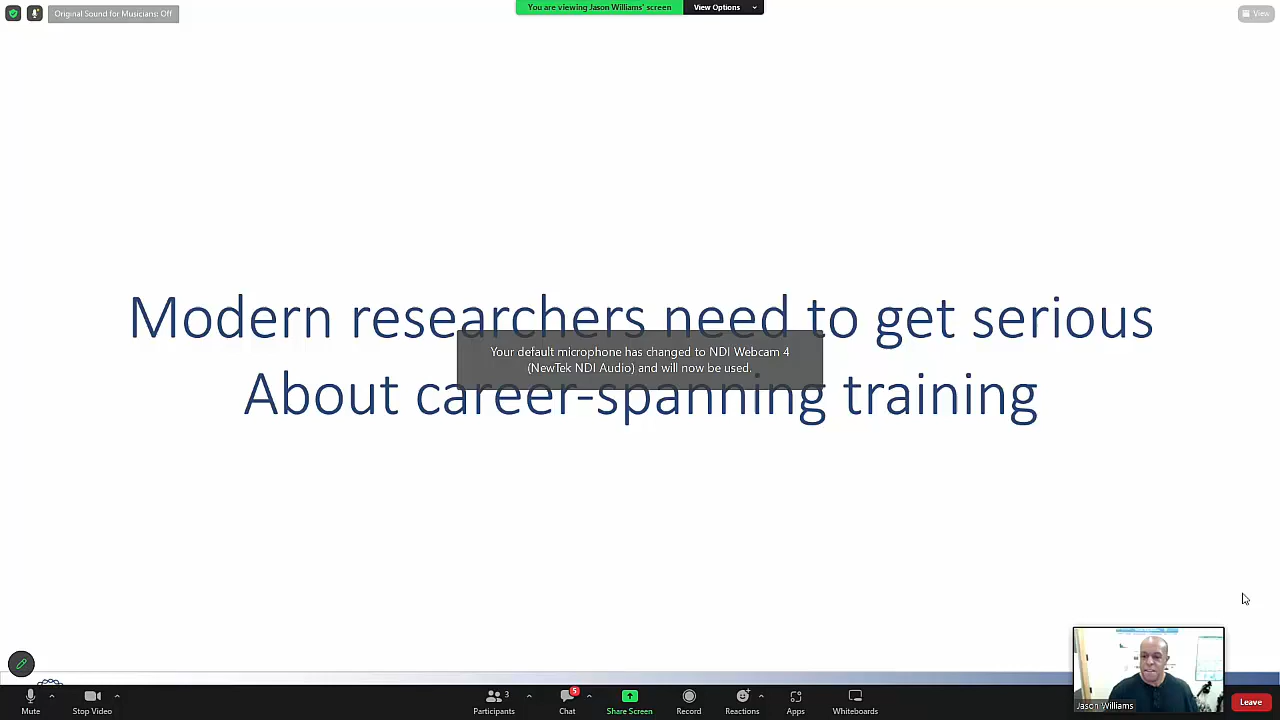 Original Sound for Musicians: Off
You are viewing Jason Williams' screen
View Options
View
Modern researchers need to get serious
Your default microphone has changed to NDI Webcam 4
(NewTek NDI Audio) and will now be used.
About career-spanning training
Jason Williams
Mute
Stop Video
3
Participants
5
Chat
Share Screen
Record
Reactions
Apps
Whiteboards
Leave